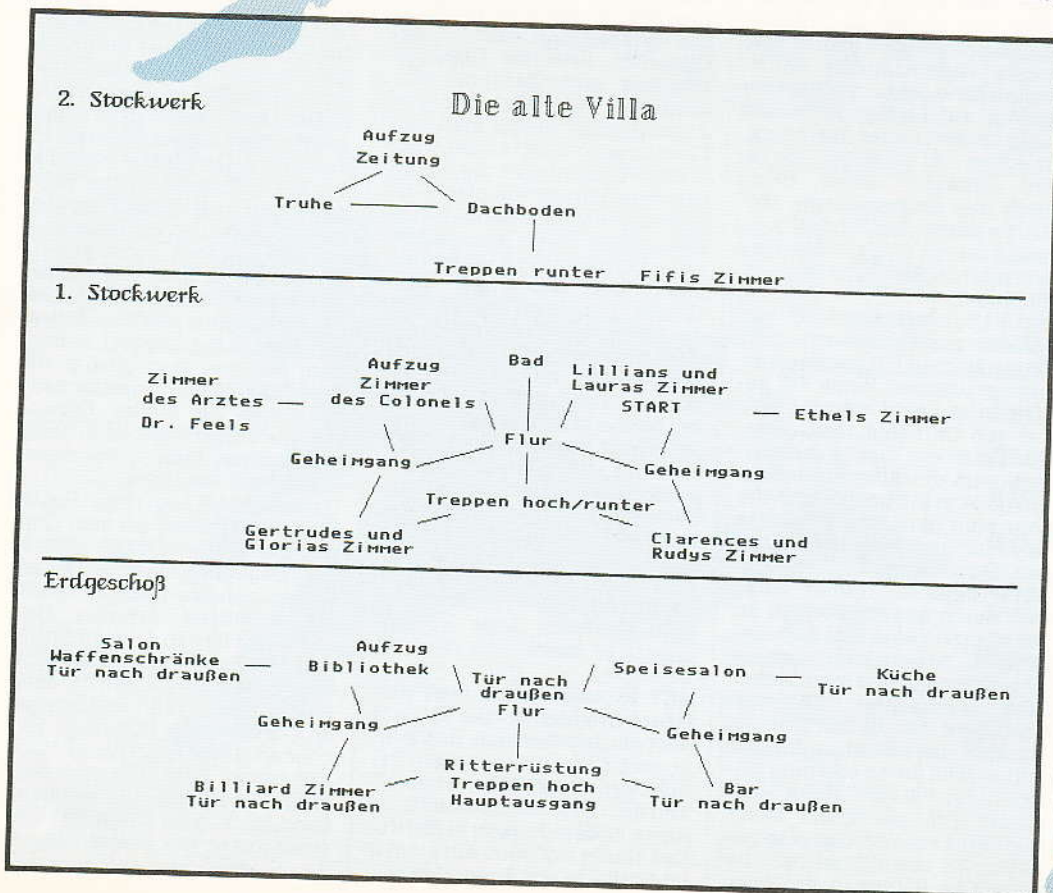 2. Stockwerk
Die alte Villa
Aufzug
Zeitung
Truhe
Dachboden
Treppen runter
Fifis Zimmer
1. Stockwerk
Zimmer
des Arztes
Dr. Feels
Aufzug
Zimmer
des Colonels
Bad
Lillians und
Lauras Zimmer
START
Ethels Zimmer
Flur
Geheimgang
Geheimgang
Treppen hoch/runter
Gertrudes und
Glorias Zimmer
Clarences und
Rudys Zimmer
Erdgeschoß
Salon
Waffenschränke
Tür nach draußen
Aufzug
Bibliothek
Tür nach
draußen
Flur
Speisesalon
Küche
Tür nach draußen
Geheimgang
Geheimgang
Billiard Zimmer
Tür nach draußen
Ritterrüstung
Treppen hoch
Hauptausgang
Bar
Tür nach draußen